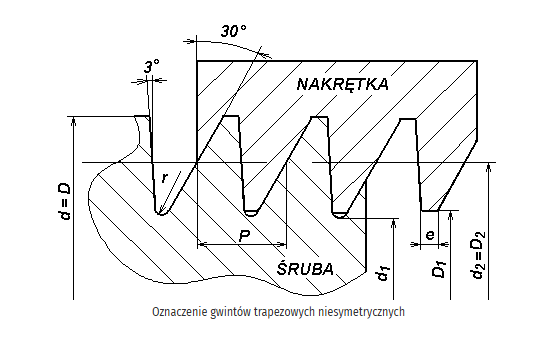 30°
3°
NAKRĘTKA
r
d = D
P
e
ŚRUBA
d1
D1
d2=D2
Oznaczenie gwintów trapezowych niesymetrycznych